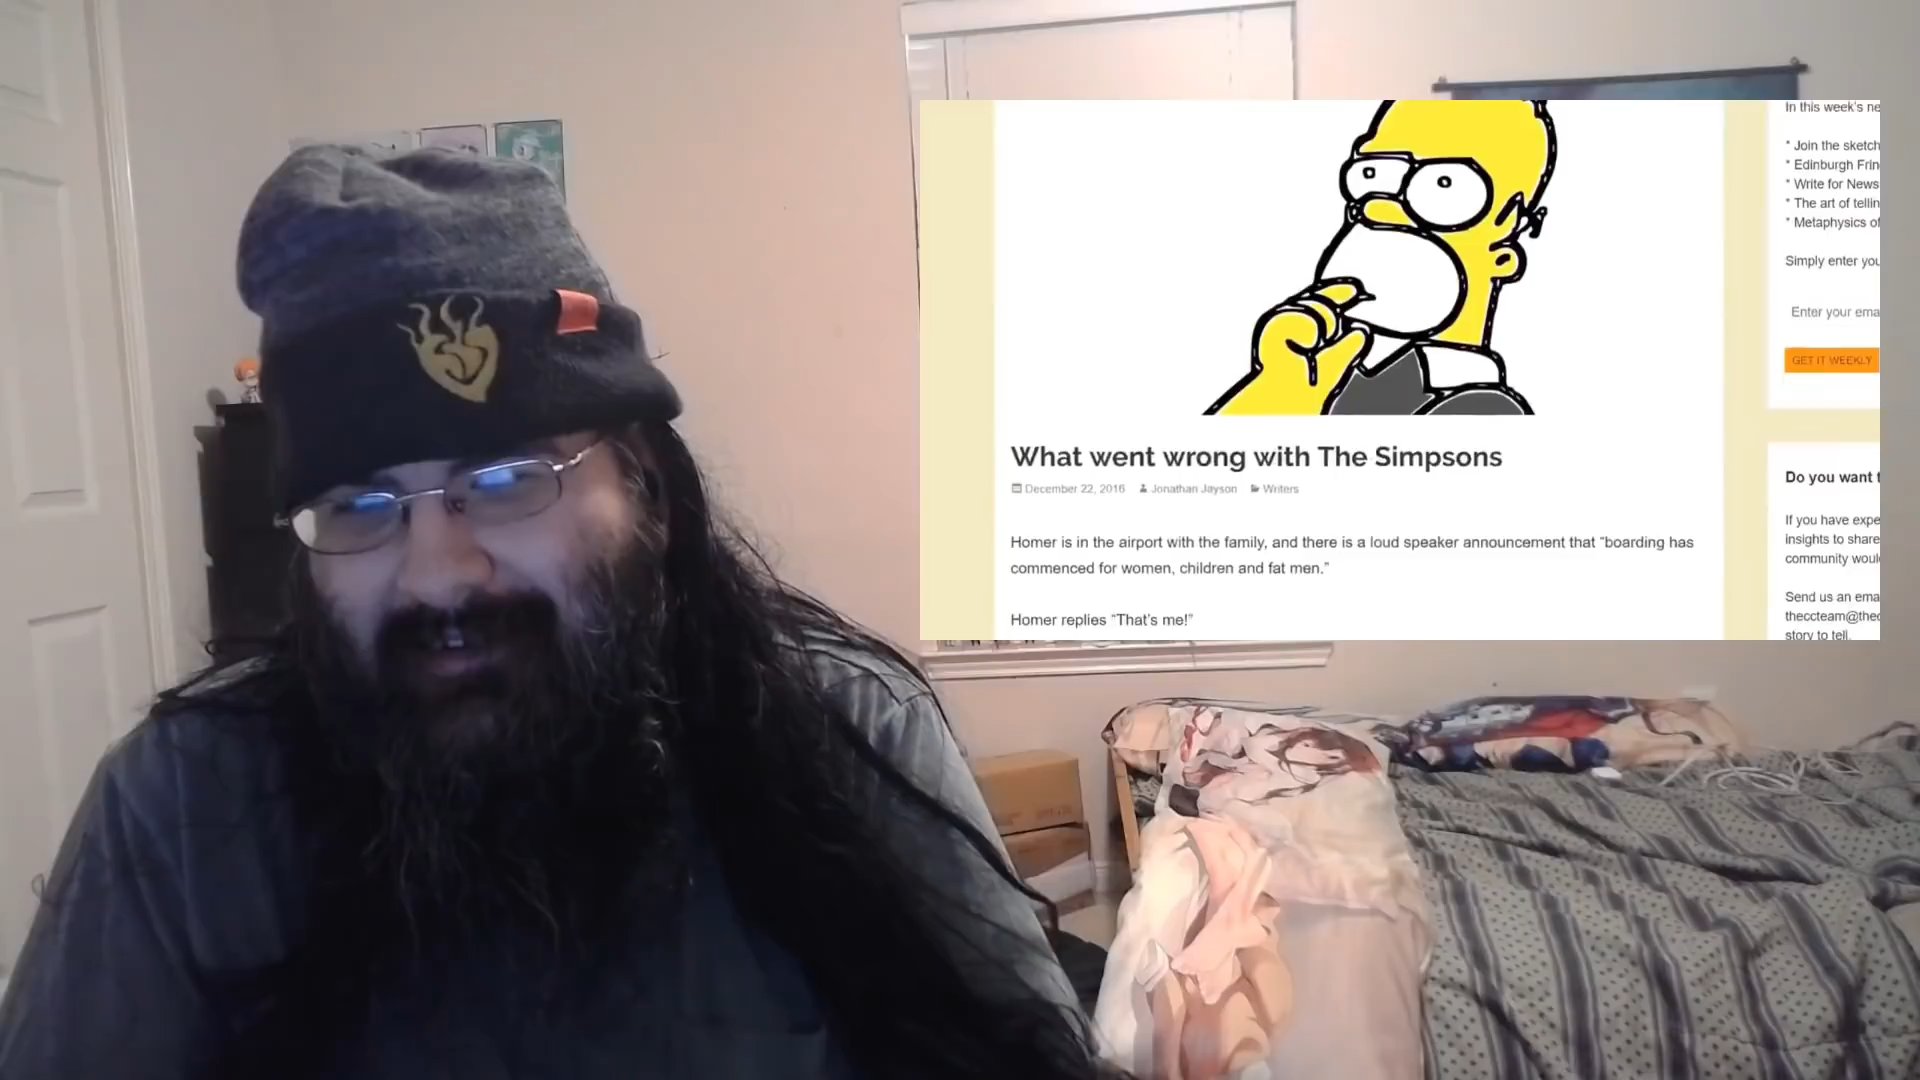 What went wrong with The Simpsons
December 22, 2016 Jonathan Jayson Writers
Homer is in the airport with the family, and there is a loud speaker announcement that “boarding has
commenced for women, children and fat men.”
Homer replies “That’s me!”
In this week's ne
* Join the sketch
* Edinburgh Frin
* Write for News
* The art of tellin
* Metaphysics of
Simply enter you
Enter your ema
GET IT WEEKLY
Do you want t
If you have expe
insights to share
community woul
Send us an ema
theccteam@thec
story to tell.